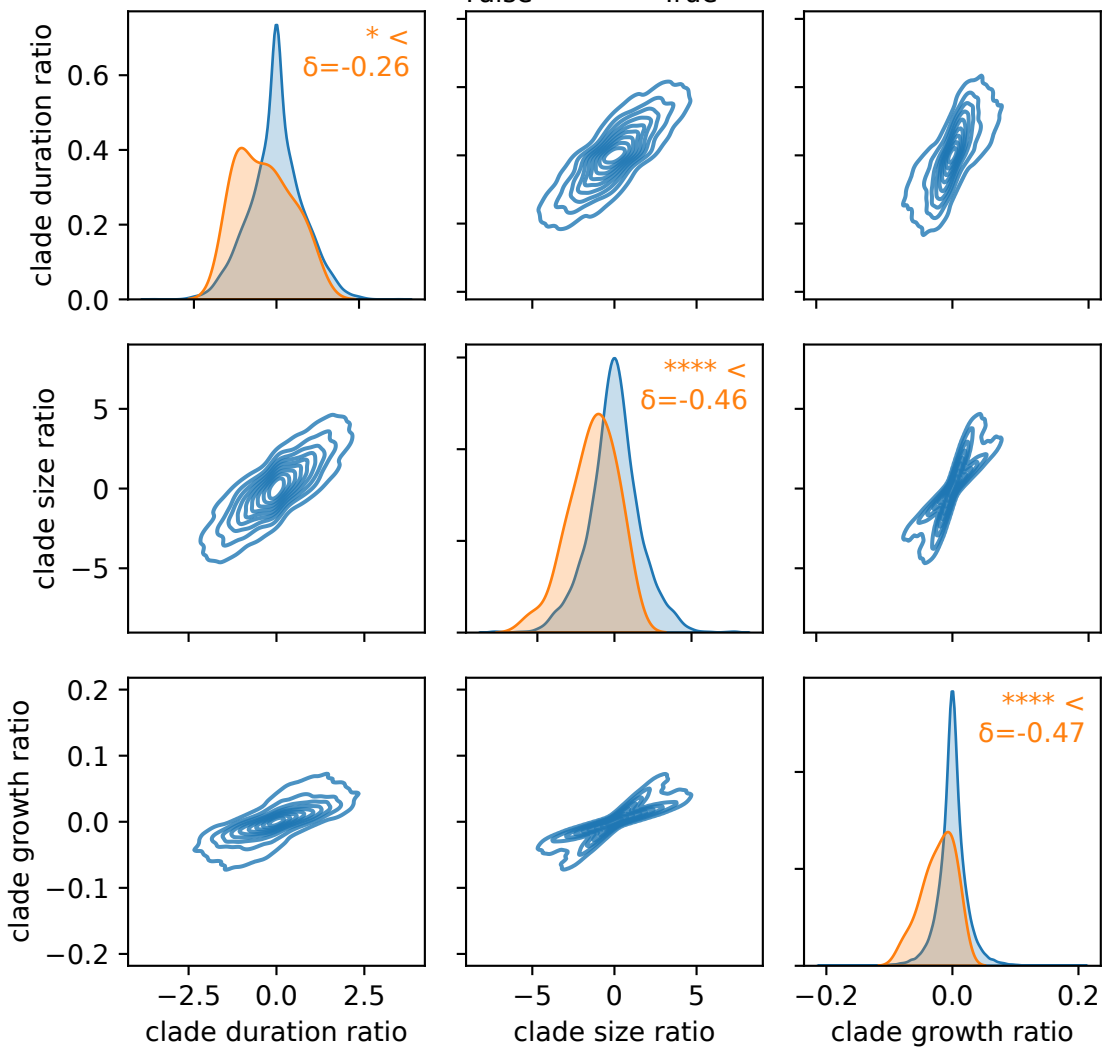 True
clade duration ratio
0.6
0.4
0.2
0.0
* <
δ=-0.26
clade size ratio
5
0
−5
**** <
δ=-0.46
clade growth ratio
0.2
0.1
0.0
−0.1
−0.2
**** <
δ=-0.47
−2.5 0.0 2.5
−5 0 5
−0.2 0.0 0.2
clade duration ratio
clade size ratio
clade growth ratio